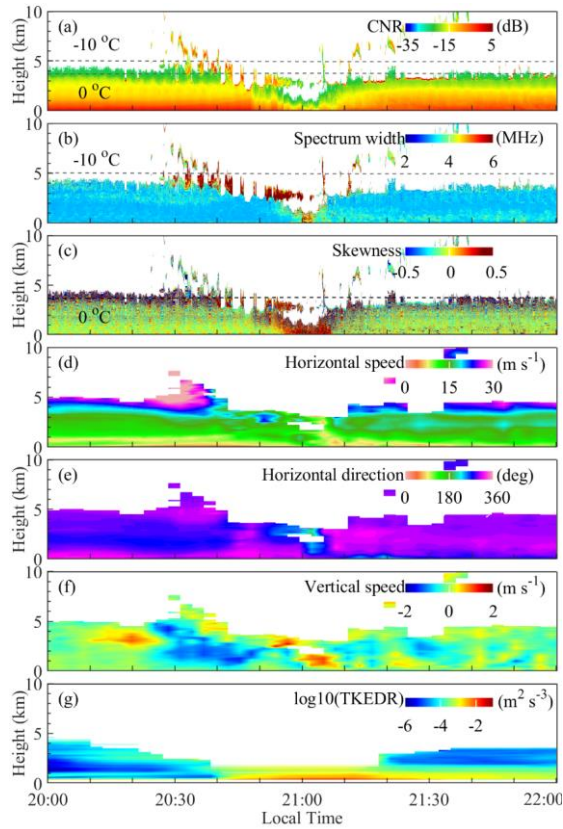 (a) CNR (dB)
-35 -15 5
-10 °C
0 °C
Height (km)
10
5
0
(b) Spectrum width (MHz)
2 4 6
-10 °C
Height (km)
10
5
0
(c) Skewness
-0.5 0 0.5
0 °C
Height (km)
10
5
0
(d) Horizontal speed (m s-1)
0 15 30
Height (km)
10
5
0
(e) Horizontal direction (deg)
0 180 360
Height (km)
10
5
0
(f) Vertical speed (m s-1)
-2 0 2
Height (km)
10
5
0
(g) log10(TKEDR) (m2 s-3)
-6 -4 -2
Height (km)
10
5
0
20:00 20:30 21:00 21:30 22:00
Local Time